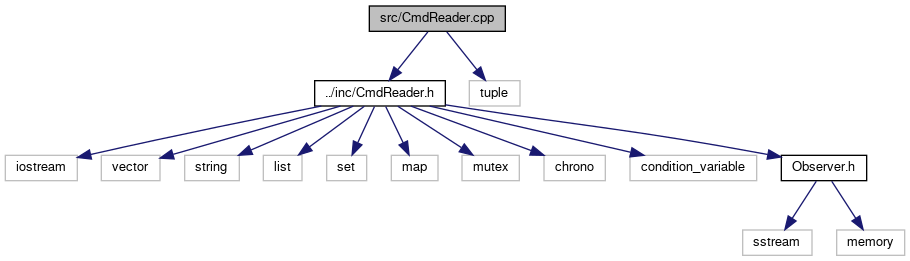 src/CmdReader.cpp
../inc/CmdReader.h
tuple
iostream
vector
string
list
set
map
mutex
chrono
condition_variable
Observer.h
sstream
memory